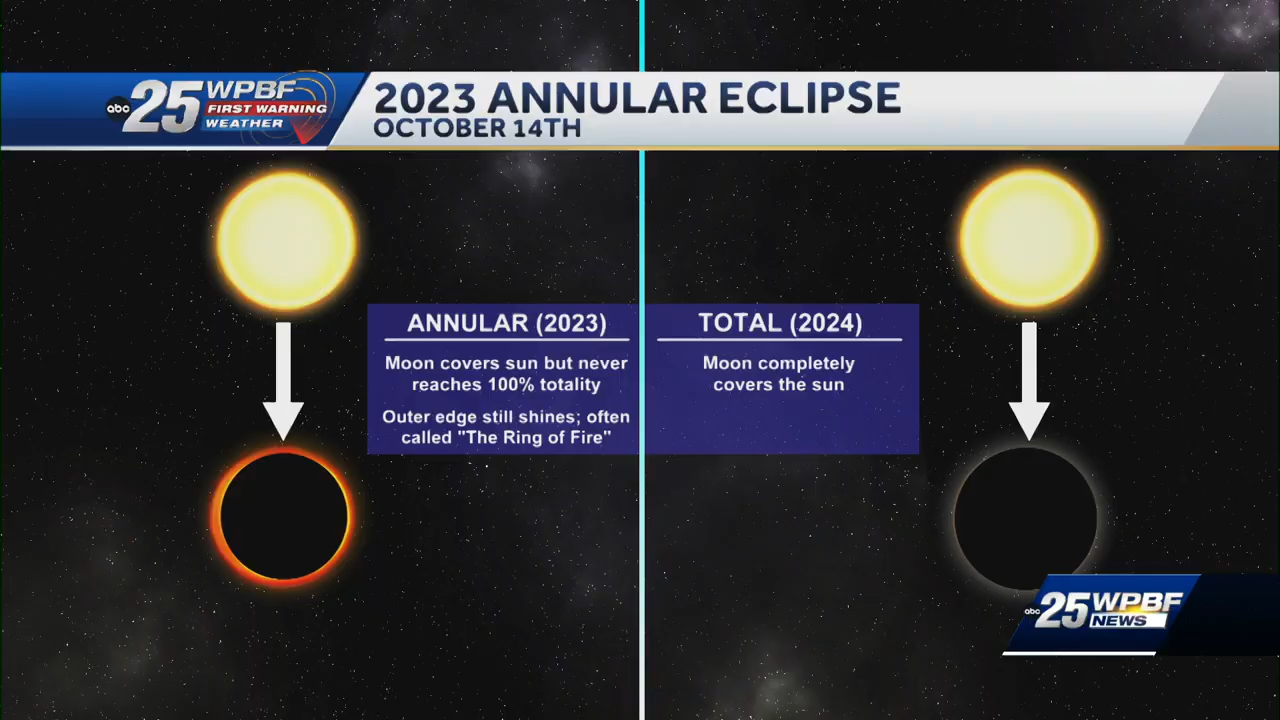 abc 25 WPBF
FIRST WARNING
WEATHER
2023 ANNULAR ECLIPSE
OCTOBER 14TH
ANNULAR (2023)
Moon covers sun but never
reaches 100% totality
Outer edge still shines; often
called "The Ring of Fire"
TOTAL (2024)
Moon completely
covers the sun
abc 25 WPBF
NEWS